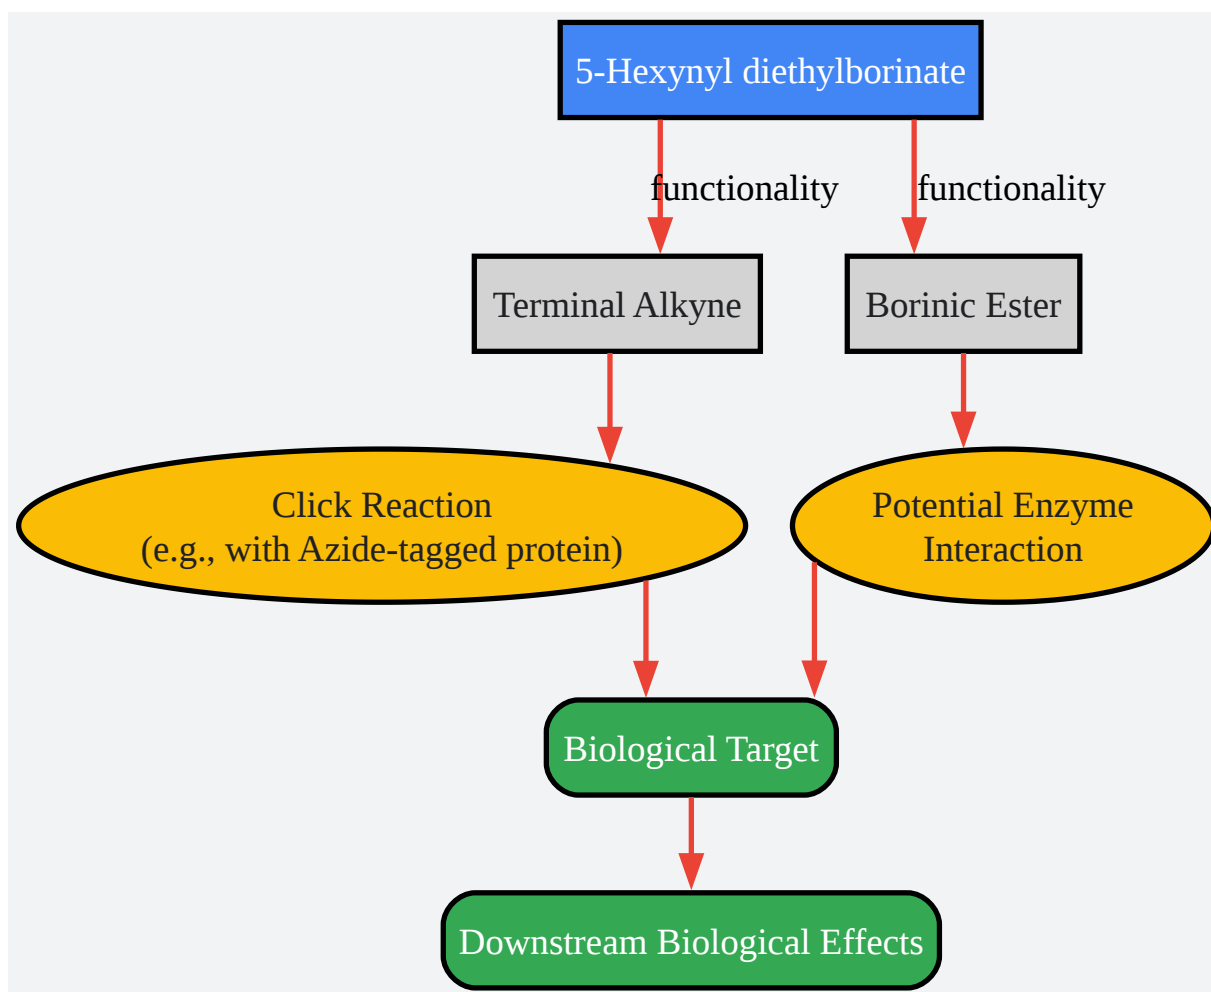 5-Hexynyl diethylborinate
functionality
functionality
Terminal Alkyne
Borinic Ester
Click Reaction
(e.g., with Azide-tagged protein)
Potential Enzyme
Interaction
Biological Target
Downstream Biological Effects